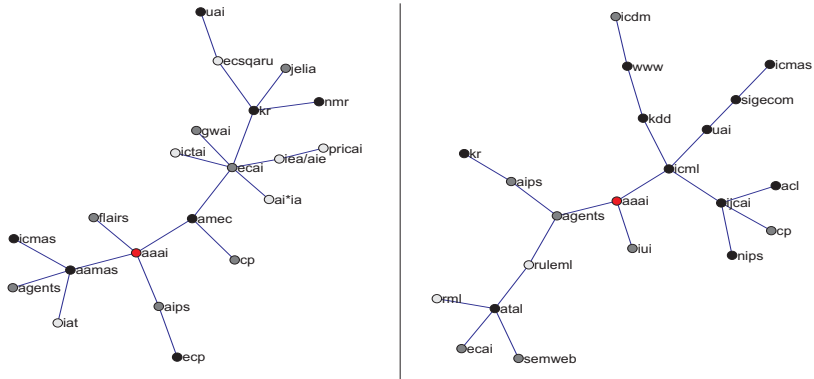 uai
ecsqaru
jelia
nmr
kr
gwai
ictai
iea/aie
pricai
ecai
ai*ia
amec
flairs
icmas
aaai
cp
aamas
agents
aips
iat
ecp
icdm
www
icmas
sigecom
kdd
uai
kr
icml
aips
acl
aaai
ijcai
agents
cp
iui
nips
ruleml
rml
atal
ecai
semweb